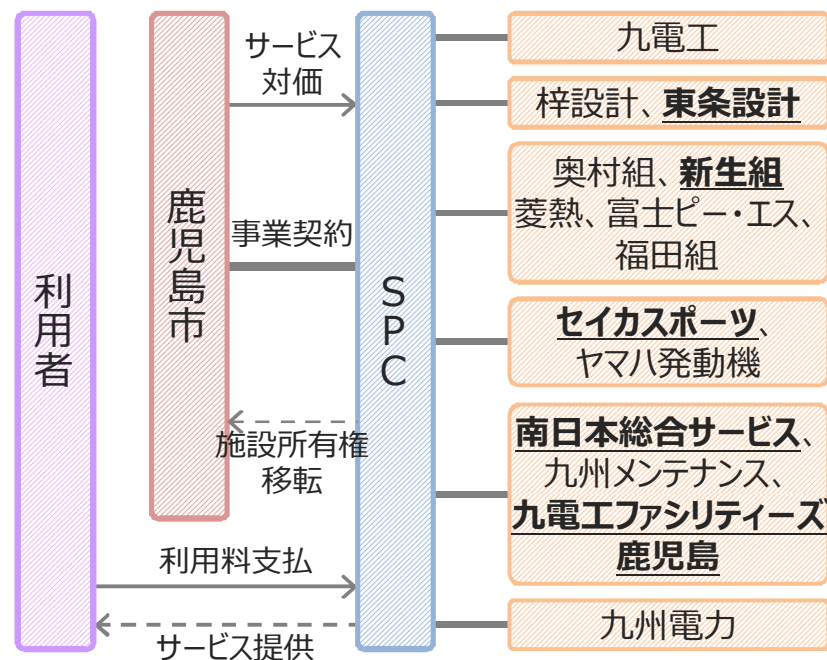 利用者
鹿児島市
サービス
対価
事業契約
施設所有権
移転
利用料支払
サービス提供
SPC
九電工
梓設計、東条設計
奥村組、新生組
菱熱、富士ピー・エス、
福田組
セイカスポーツ、
ヤマハ発動機
南日本総合サービス、
九州メンテナンス、
九電工ファシリティーズ
鹿児島
九州電力